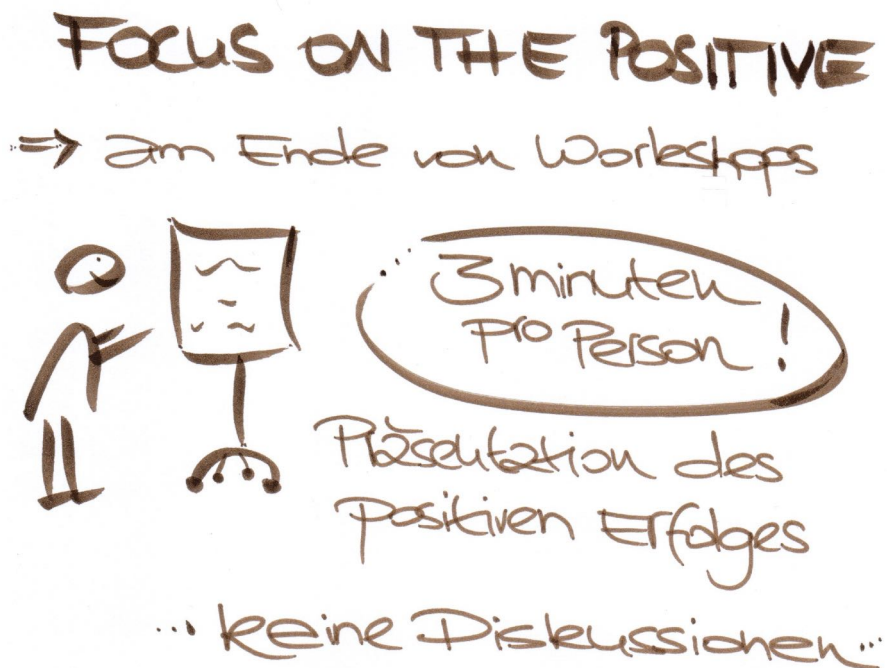 FOCUS ON THE POSITIVE
⇒ am Ende von Workshops
3 minuten
pro Person !
Präsentation des
positiven Erfolges
... keine Diskussionen ...